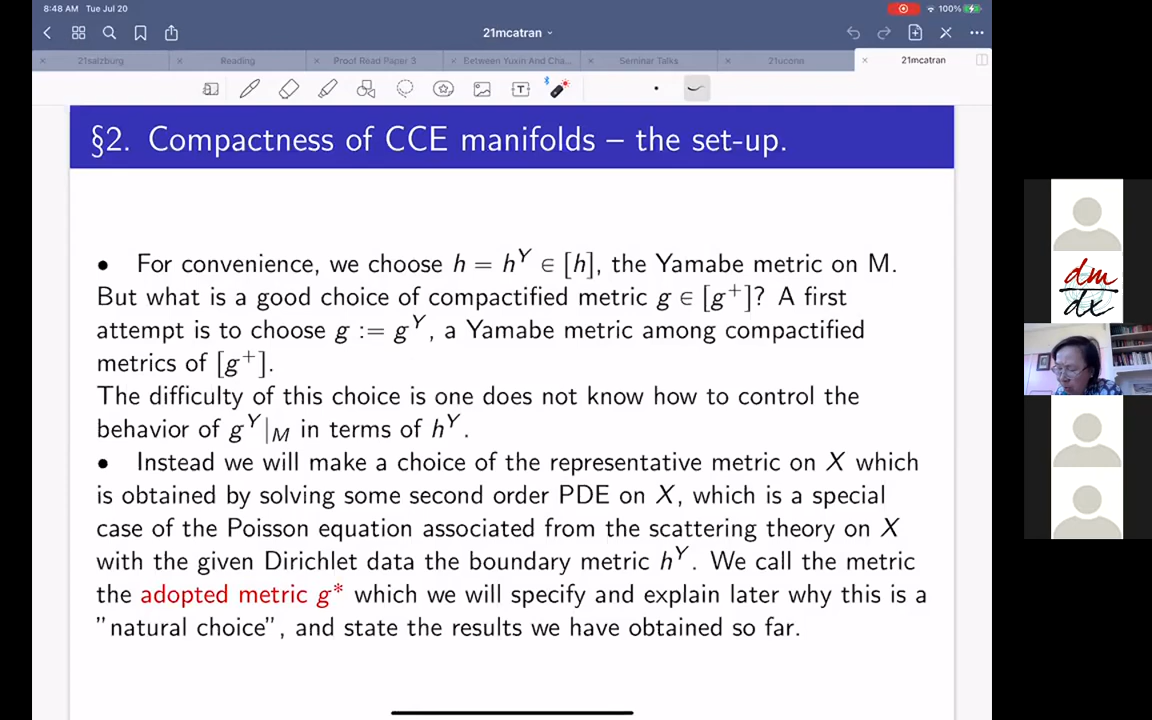 8:48 AM Tue Jul 20
100%
21mcatran
21salzburg
Reading
Proof Read Paper 3
Between Yuxin And Cha...
Seminar Talks
21uconn
21mcatran
T
§2. Compactness of CCE manifolds – the set-up.
• For convenience, we choose h = h^Y ∈ [h], the Yamabe metric on M.
But what is a good choice of compactified metric g ∈ [g^+]? A first
attempt is to choose g := g^Y, a Yamabe metric among compactified
metrics of [g^+].
The difficulty of this choice is one does not know how to control the
behavior of g^Y|_M in terms of h^Y.
• Instead we will make a choice of the representative metric on X which
is obtained by solving some second order PDE on X, which is a special
case of the Poisson equation associated from the scattering theory on X
with the given Dirichlet data the boundary metric h^Y. We call the metric
the adopted metric g* which we will specify and explain later why this is a
"natural choice", and state the results we have obtained so far.
dm
dx